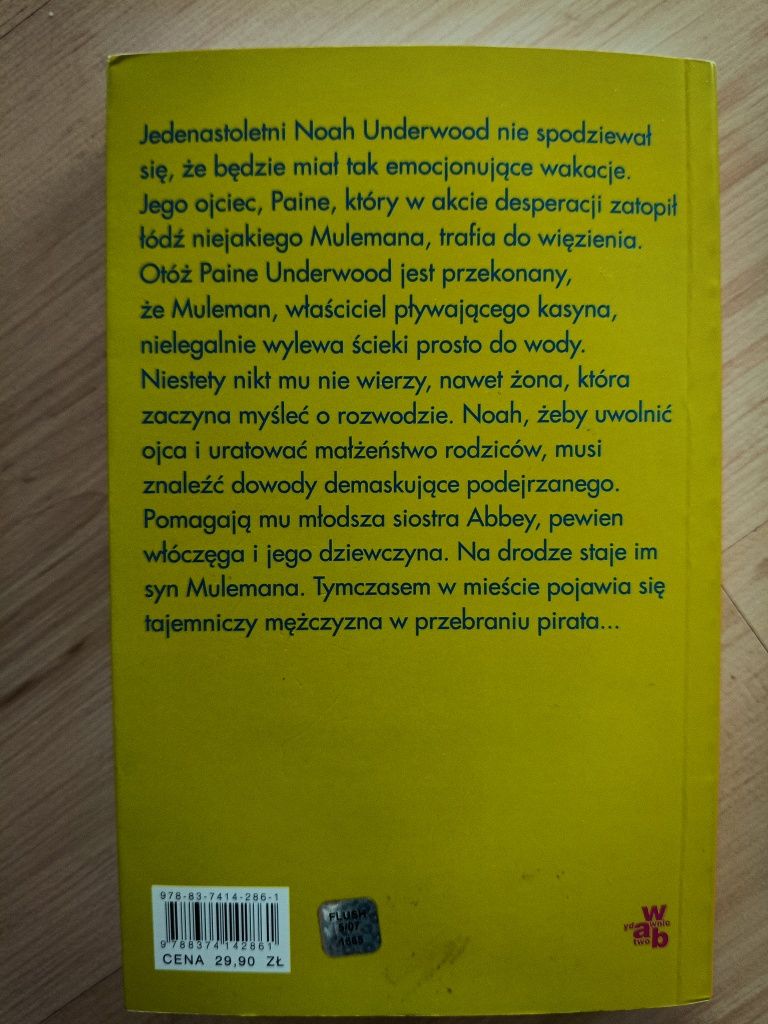 Jedenastoletni Noah Underwood nie spodziewał
się, że będzie miał tak emocjonujące wakacje.
Jego ojciec, Paine, który w akcie desperacji zatopił
łódź niejakiego Mulemana, trafia do więzienia.
Otóż Paine Underwood jest przekonany,
że Muleman, właściciel pływającego kasyna,
nielegalnie wylewa ścieki prosto do wody.
Niestety nikt mu nie wierzy, nawet żona, która
zaczyna myśleć o rozwodzie. Noah, żeby uwolnić
ojca i uratować małżeństwo rodziców, musi
znaleźć dowody demaskujące podejrzanego.
Pomagają mu młodsza siostra Abbey, pewien
włóczęga i jego dziewczyna. Na drodze staje im
syn Mulemana. Tymczasem w mieście pojawia się
tajemniczy mężczyzna w przebraniu pirata...
978-83-7414-286-1
9788374142861
CENA 29,90 ZŁ
FLUSH
5/07
wydawnictwo
wab